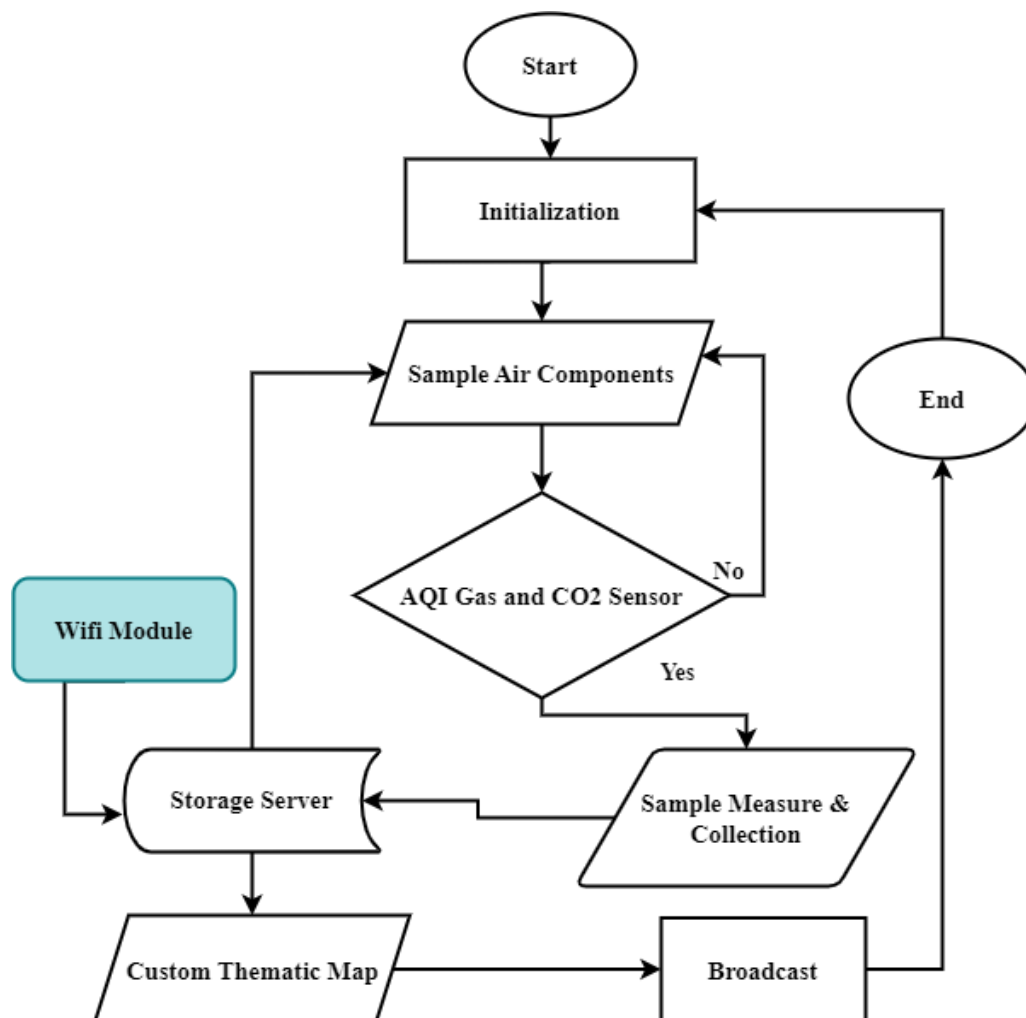 Start
Initialization
Sample Air Components
End
AQI Gas and CO2 Sensor
No
Wifi Module
Yes
Storage Server
Sample Measure &
Collection
Custom Thematic Map
Broadcast